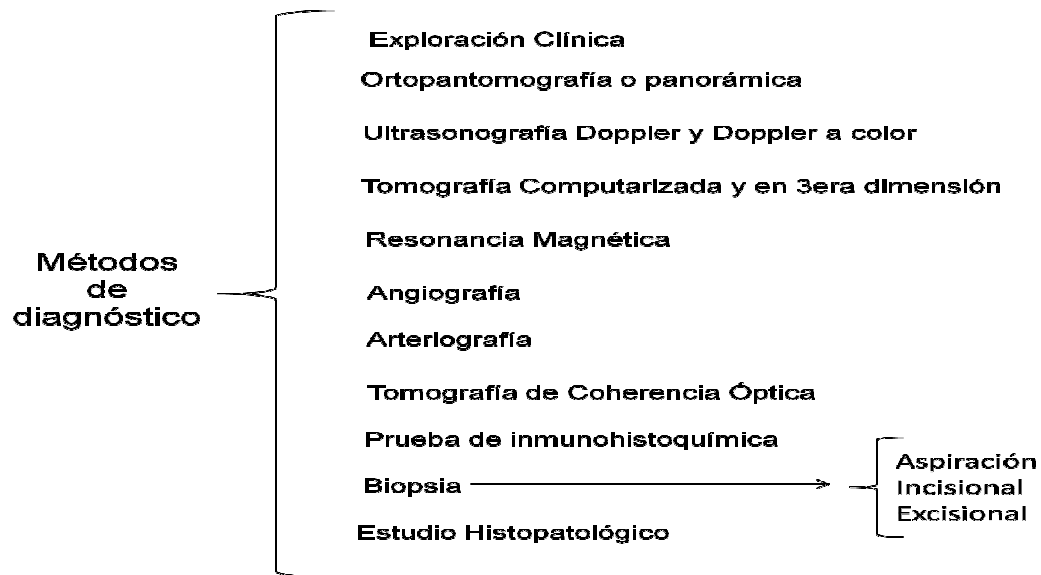 Métodos
de
diagnóstico
Exploración Clínica
Ortopantomografía o panorámica
Ultrasonografía Doppler y Doppler a color
Tomografía Computarizada y en 3era dimensión
Resonancia Magnética
Angiografía
Arteriografía
Tomografía de Coherencia Óptica
Prueba de inmunohistoquímica
Biopsia
Aspiración
Incisional
Excisional
Estudio Histopatológico